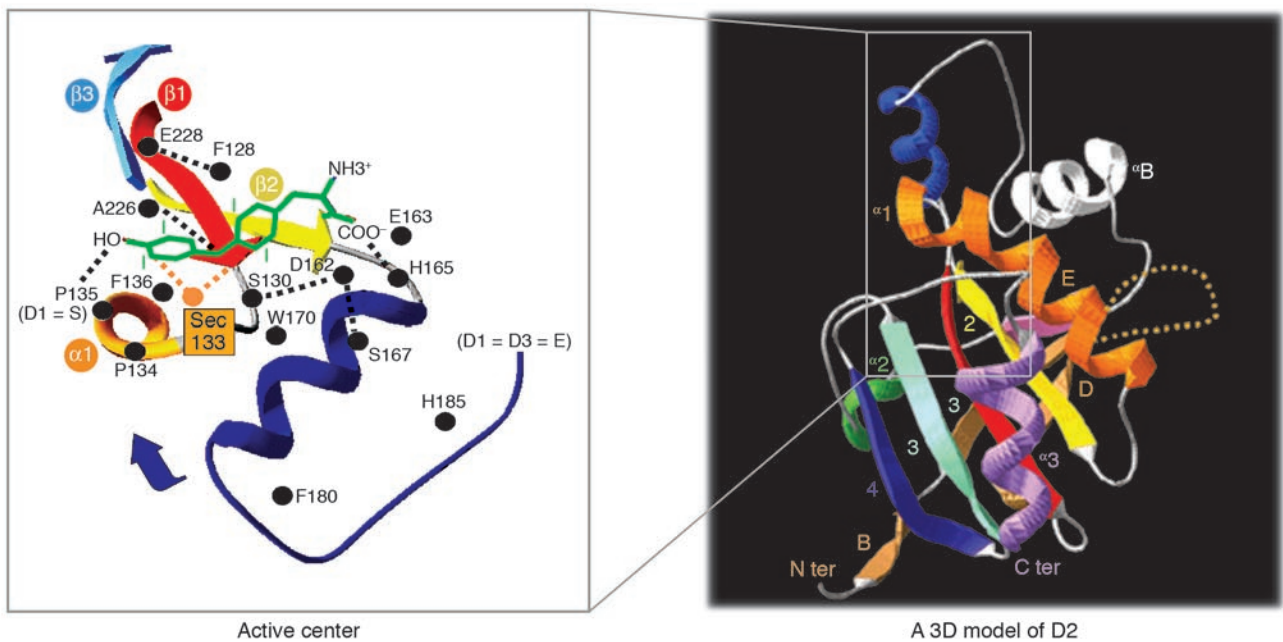 β3
β1
E228
F128
NH3⁺
β2
A226
E163
COO⁻
HO
D162
S130
H165
F136
P135
(D1 = S)
Sec
133
W170
S167
(D1 = D3 = E)
α1
P134
H185
F180
αB
α1
E
2
α2
D
3
3
α3
4
B
N ter
C ter
Active center
A 3D model of D2